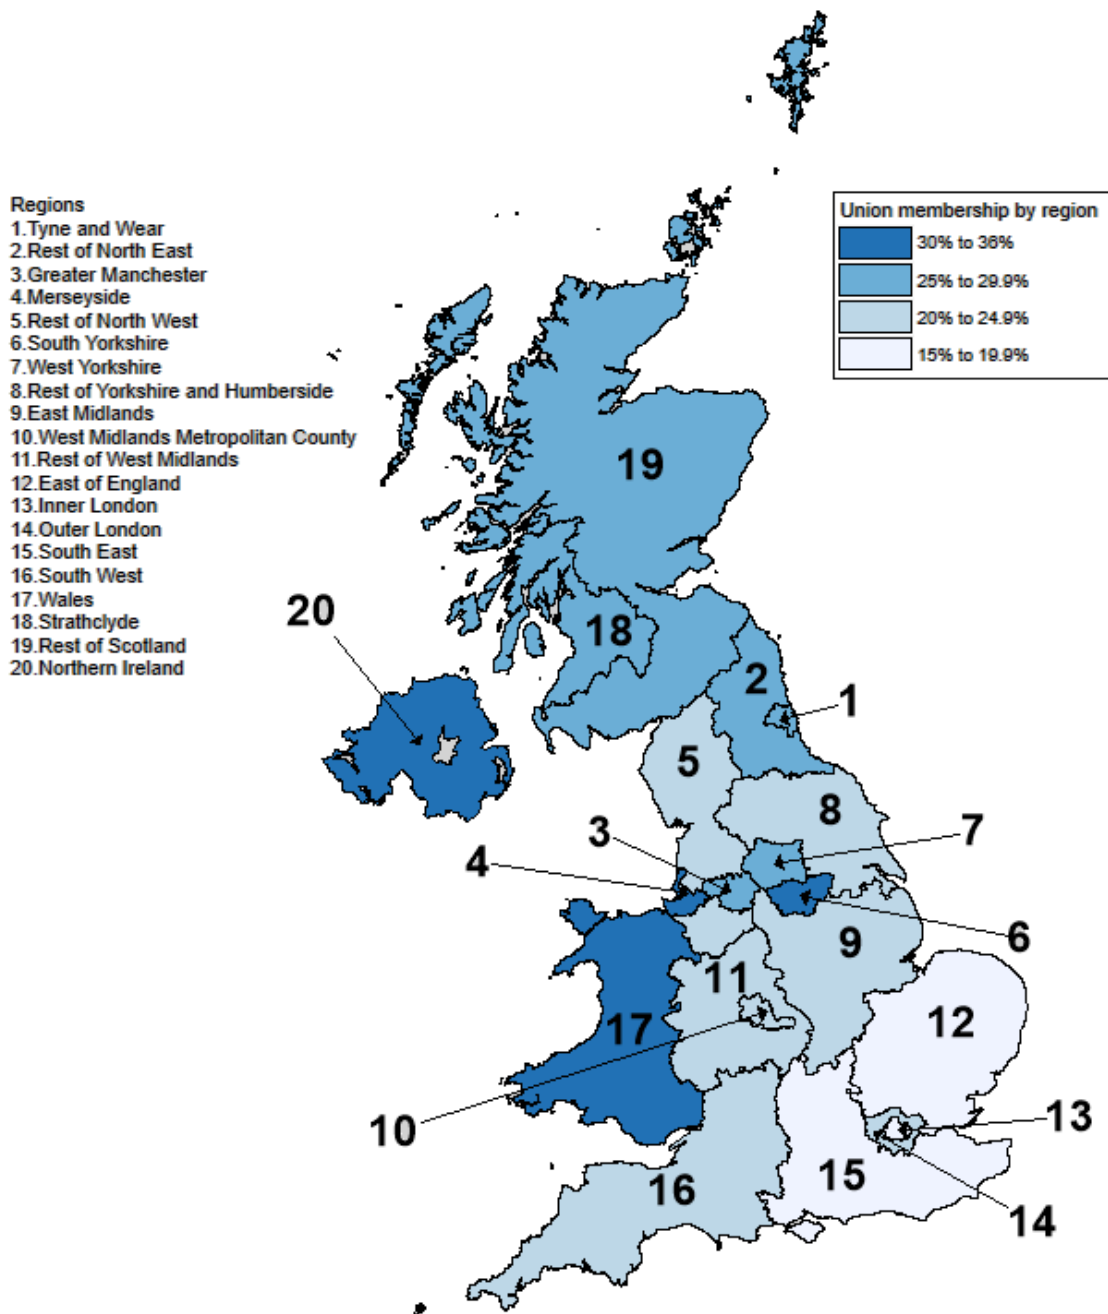 Regions
1.Tyne and Wear
2.Rest of North East
3.Greater Manchester
4.Merseyside
5.Rest of North West
6.South Yorkshire
7.West Yorkshire
8.Rest of Yorkshire and Humberside
9.East Midlands
10.West Midlands Metropolitan County
11.Rest of West Midlands
12.East of England
13.Inner London
14.Outer London
15.South East
16.South West
17.Wales
18.Strathclyde
19.Rest of Scotland
20.Northern Ireland
Union membership by region
30% to 36%
25% to 29.9%
20% to 24.9%
15% to 19.9%
19
20
18
2
1
5
8
3
7
4
6
9
11
12
17
10
13
15
16
14